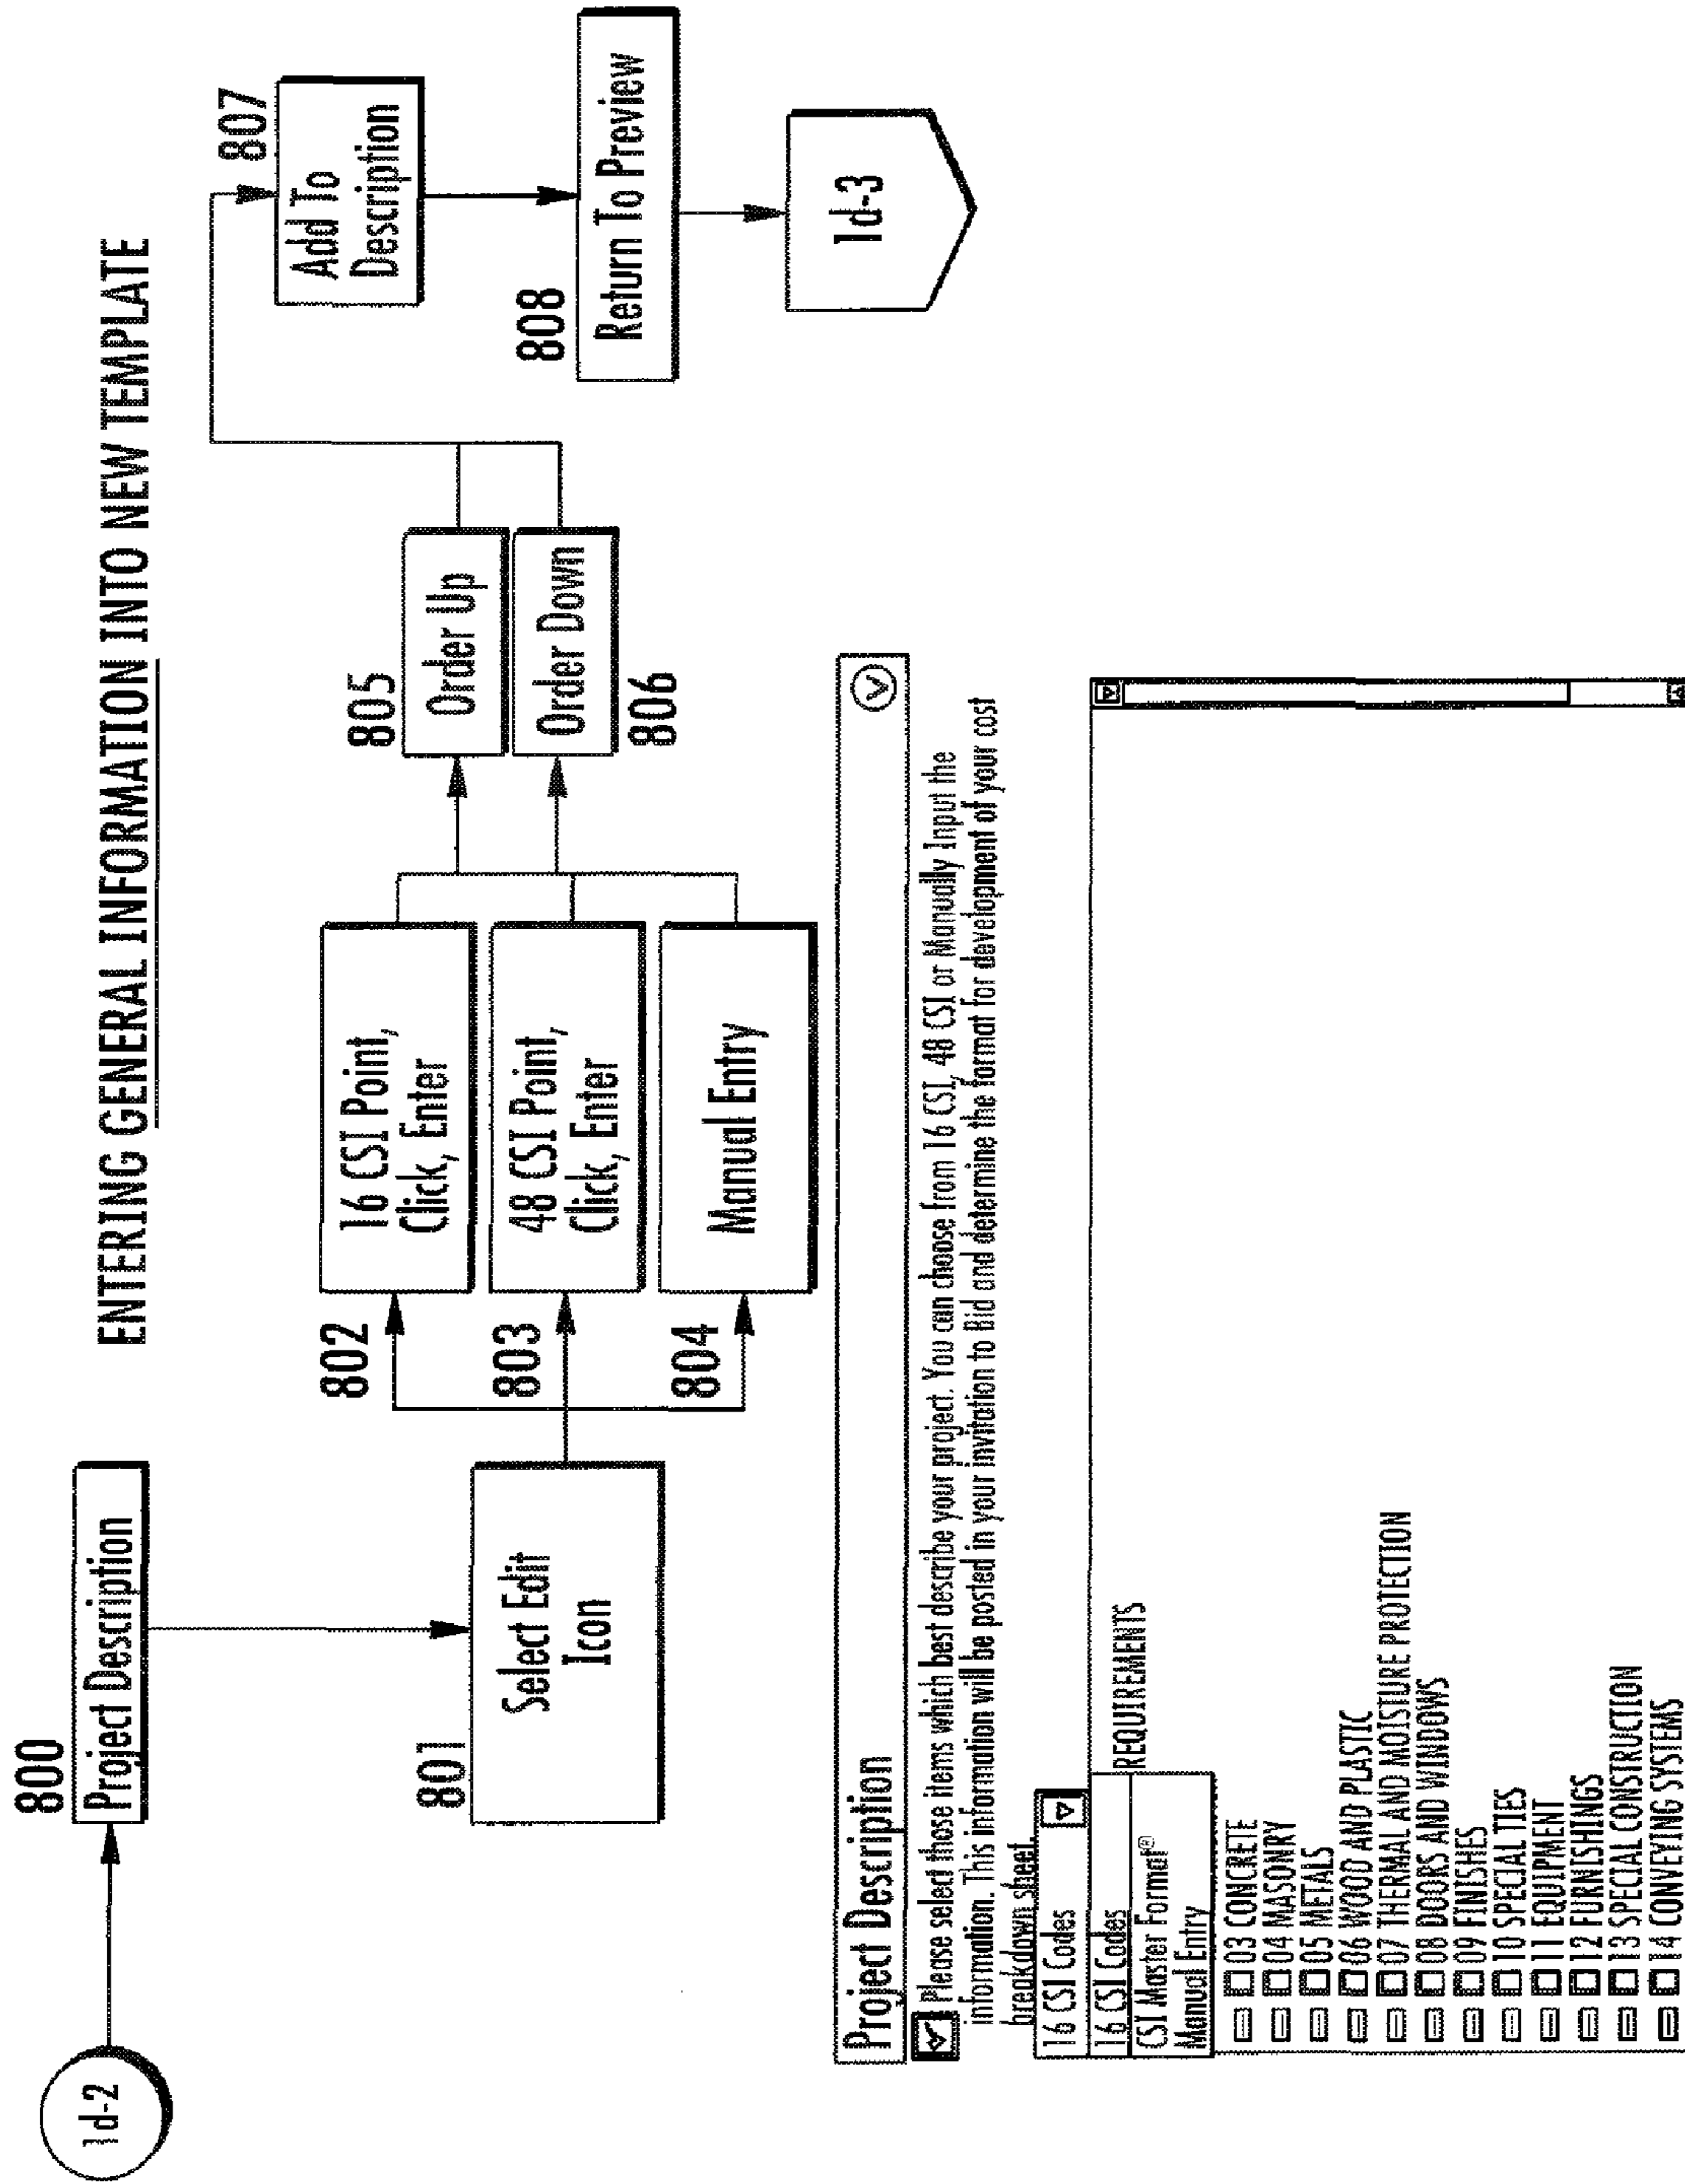 ENTERING GENERAL INFORMATION INTO NEW TEMPLATE
1d-2
800
Project Description
801
Select Edit
Icon
802
16 CSI Point,
Click, Enter
803
48 CSI Point,
Click, Enter
804
Manual Entry
805
Order Up
Order Down
806
807
Add To
Description
808
Return To Preview
1d-3
Project Description
Please select those items which best describe your project. You can choose from 16 CSI, 48 CSI or Manually Input the
information. This information will be posted in your invitation to Bid and determine the format for development of your cost
breakdown sheet.
16 CSI Codes
16 CSI Codes
REQUIREMENTS
CSI Master Format®
Manual Entry
03 CONCRETE
04 MASONRY
05 METALS
06 WOOD AND PLASTIC
07 THERMAL AND MOISTURE PROTECTION
08 DOORS AND WINDOWS
09 FINISHES
10 SPECIALTIES
11 EQUIPMENT
12 FURNISHINGS
13 SPECIAL CONSTRUCTION
14 CONVEYING SYSTEMS